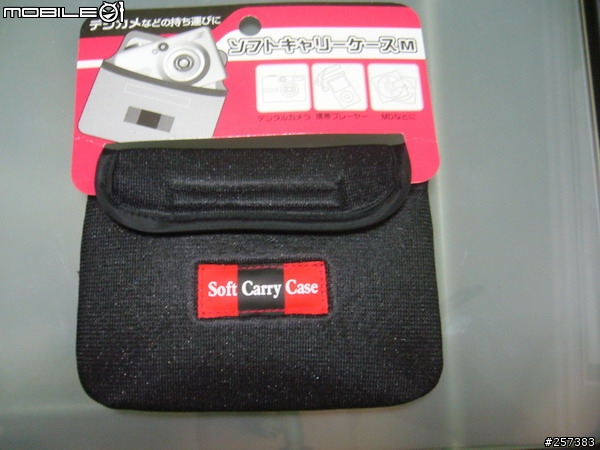 MOBILE01
デジカメなどの持ち運びに
ソフトキャリーケースM
デジタルカメラ 携帯プレーヤー MDなどに
Soft Carry Case
#257383